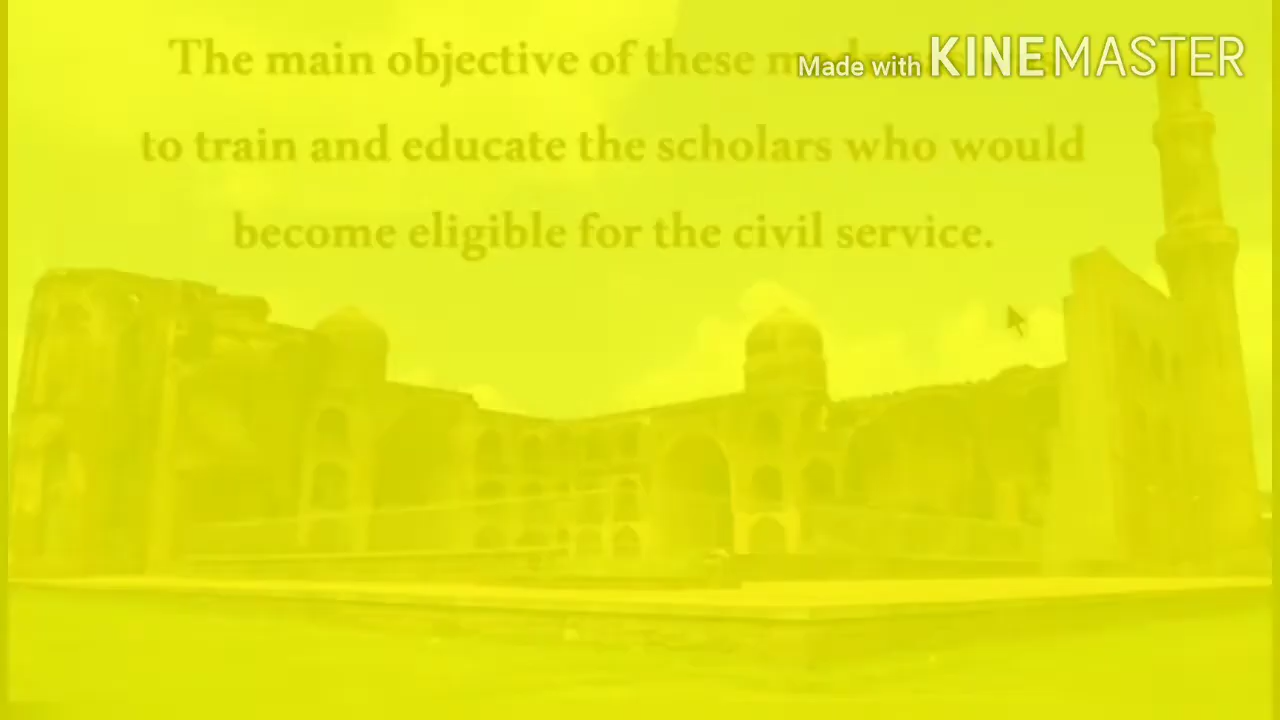 The main objective of these
Made with KINEMASTER
to train and educate the scholars who would
become eligible for the civil service.